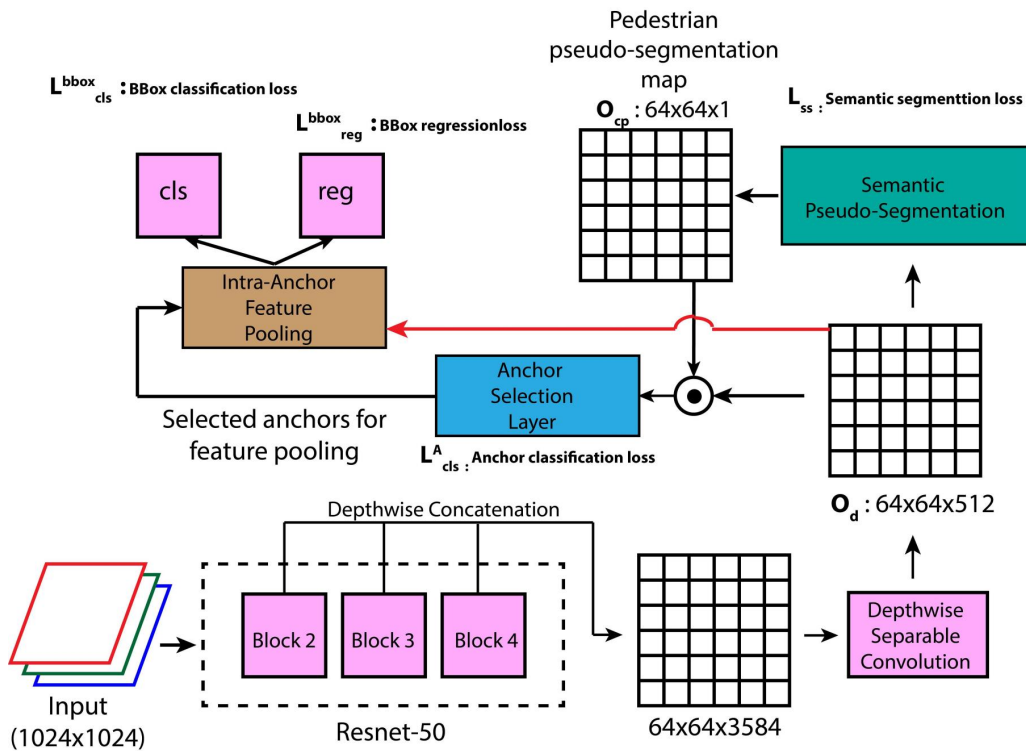 Pedestrian
pseudo-segmentation
map
O_cp : 64x64x1
L^bbox_cls : BBox classification loss
L^bbox_reg : BBox regressionloss
L_ss : Semantic segmenttion loss
cls
reg
Semantic
Pseudo-Segmentation
Intra-Anchor
Feature
Pooling
Anchor
Selection
Layer
Selected anchors for
feature pooling
L^A_cls : Anchor classification loss
O_d : 64x64x512
Depthwise Concatenation
Block 2
Block 3
Block 4
Depthwise
Separable
Convolution
Input
(1024x1024)
Resnet-50
64x64x3584